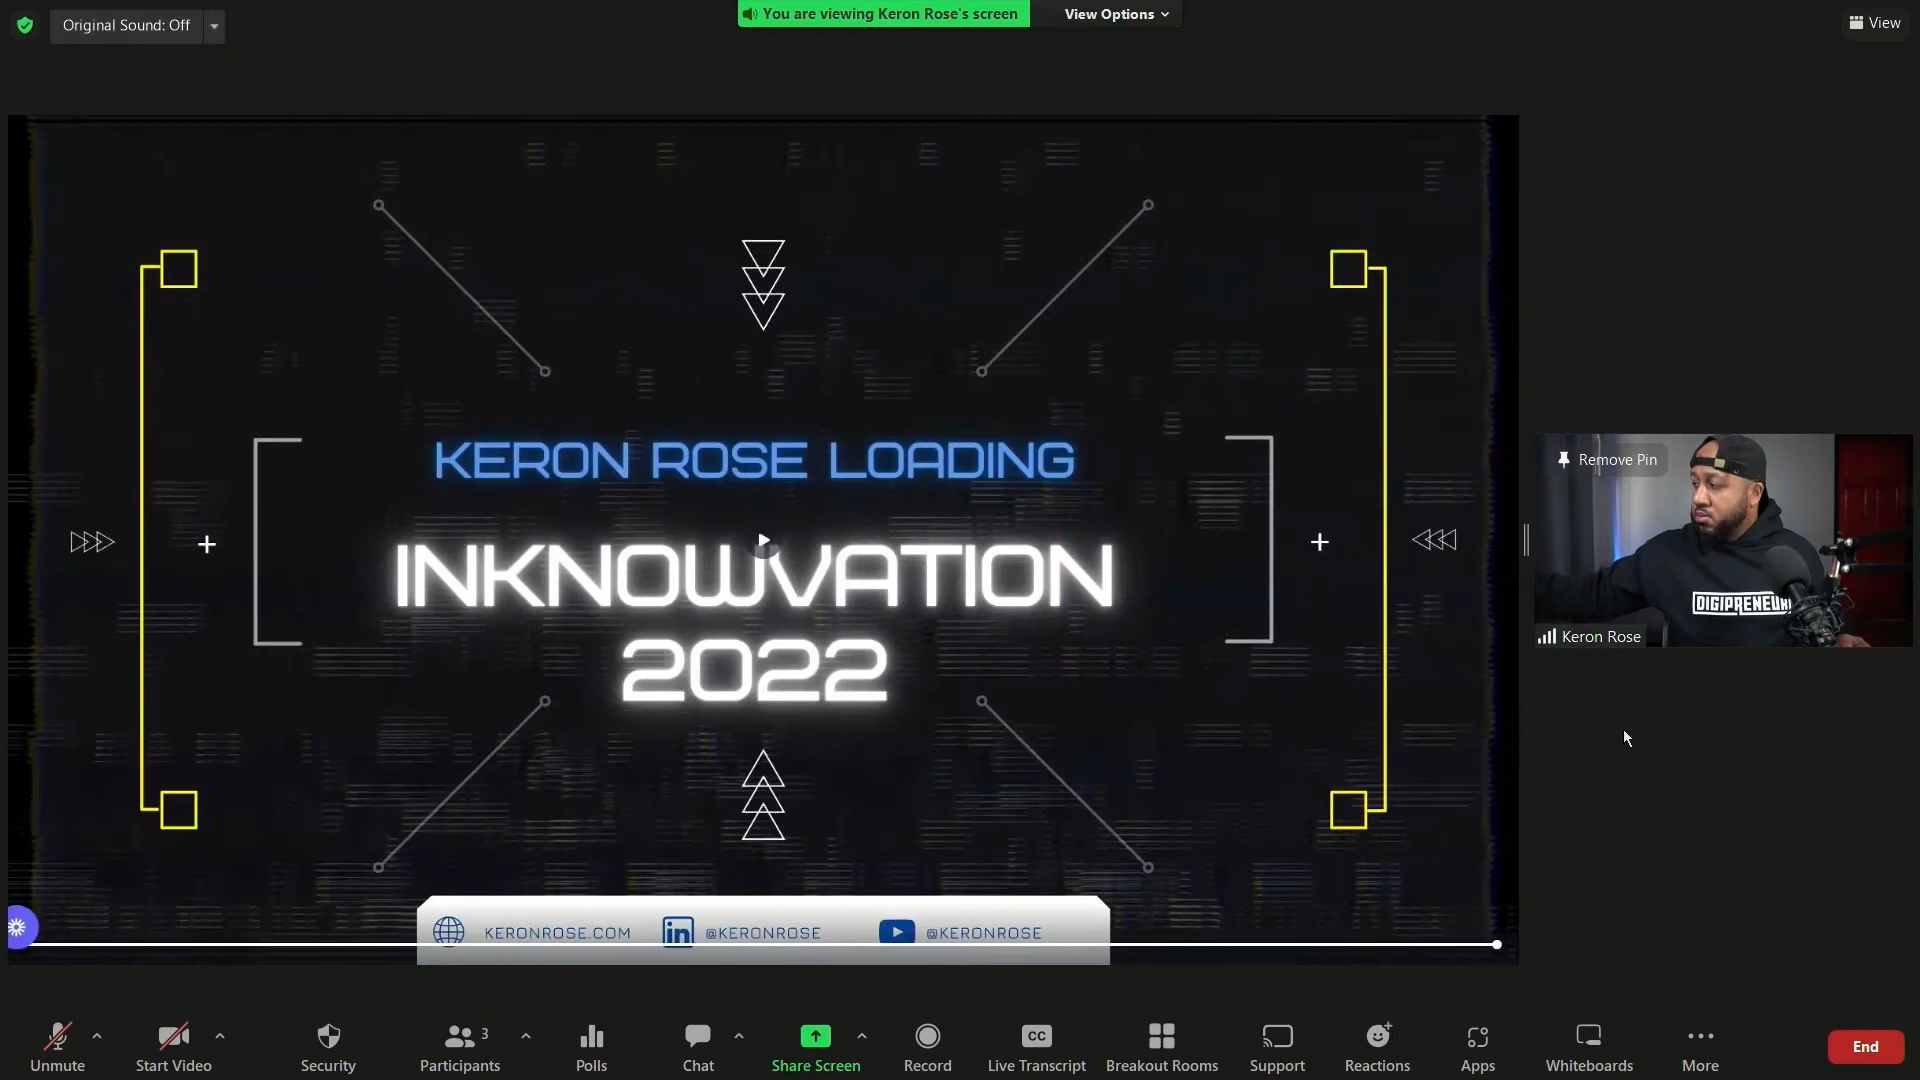 Original Sound: Off
You are viewing Keron Rose's screen
View Options
View
KERON ROSE LOADING
INKNOWVATION
2022
KERONROSE.COM
in @KERONROSE
@KERONROSE
Remove Pin
DIGIPRENEUR
Keron Rose
Unmute
Start Video
Security
Participants
3
Polls
Chat
Share Screen
Record
CC
Live Transcript
Breakout Rooms
Support
Reactions
Apps
Whiteboards
More
End